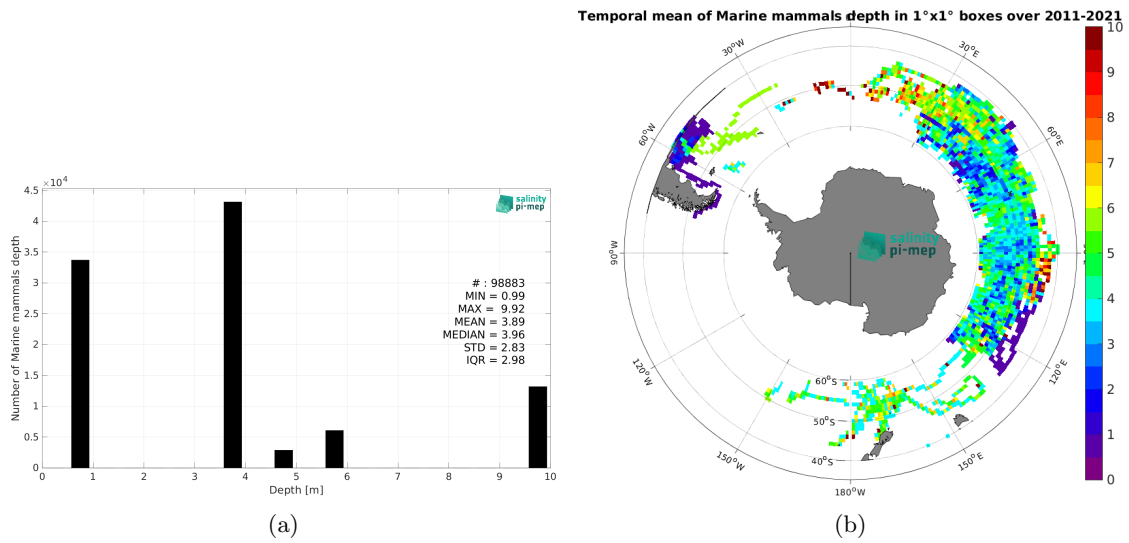 4.5
×10⁴
4
3.5
3
2.5
2
1.5
1
0.5
0
Number of Marine mammals depth
0 1 2 3 4 5 6 7 8 9 10
Depth [m]
salinity
pi-mep
# : 98883
MIN = 0.99
MAX = 9.92
MEAN = 3.89
MEDIAN = 3.96
STD = 2.83
IQR = 2.98
(a)
Temporal mean of Marine mammals depth in 1°x1° boxes over 2011-2021
30°W
30°E
60°W
60°E
90°W
120°W
120°E
150°W
150°E
180°W
60°S
50°S
40°S
salinity
pi-mep
10
9
8
7
6
5
4
3
2
1
0
(b)